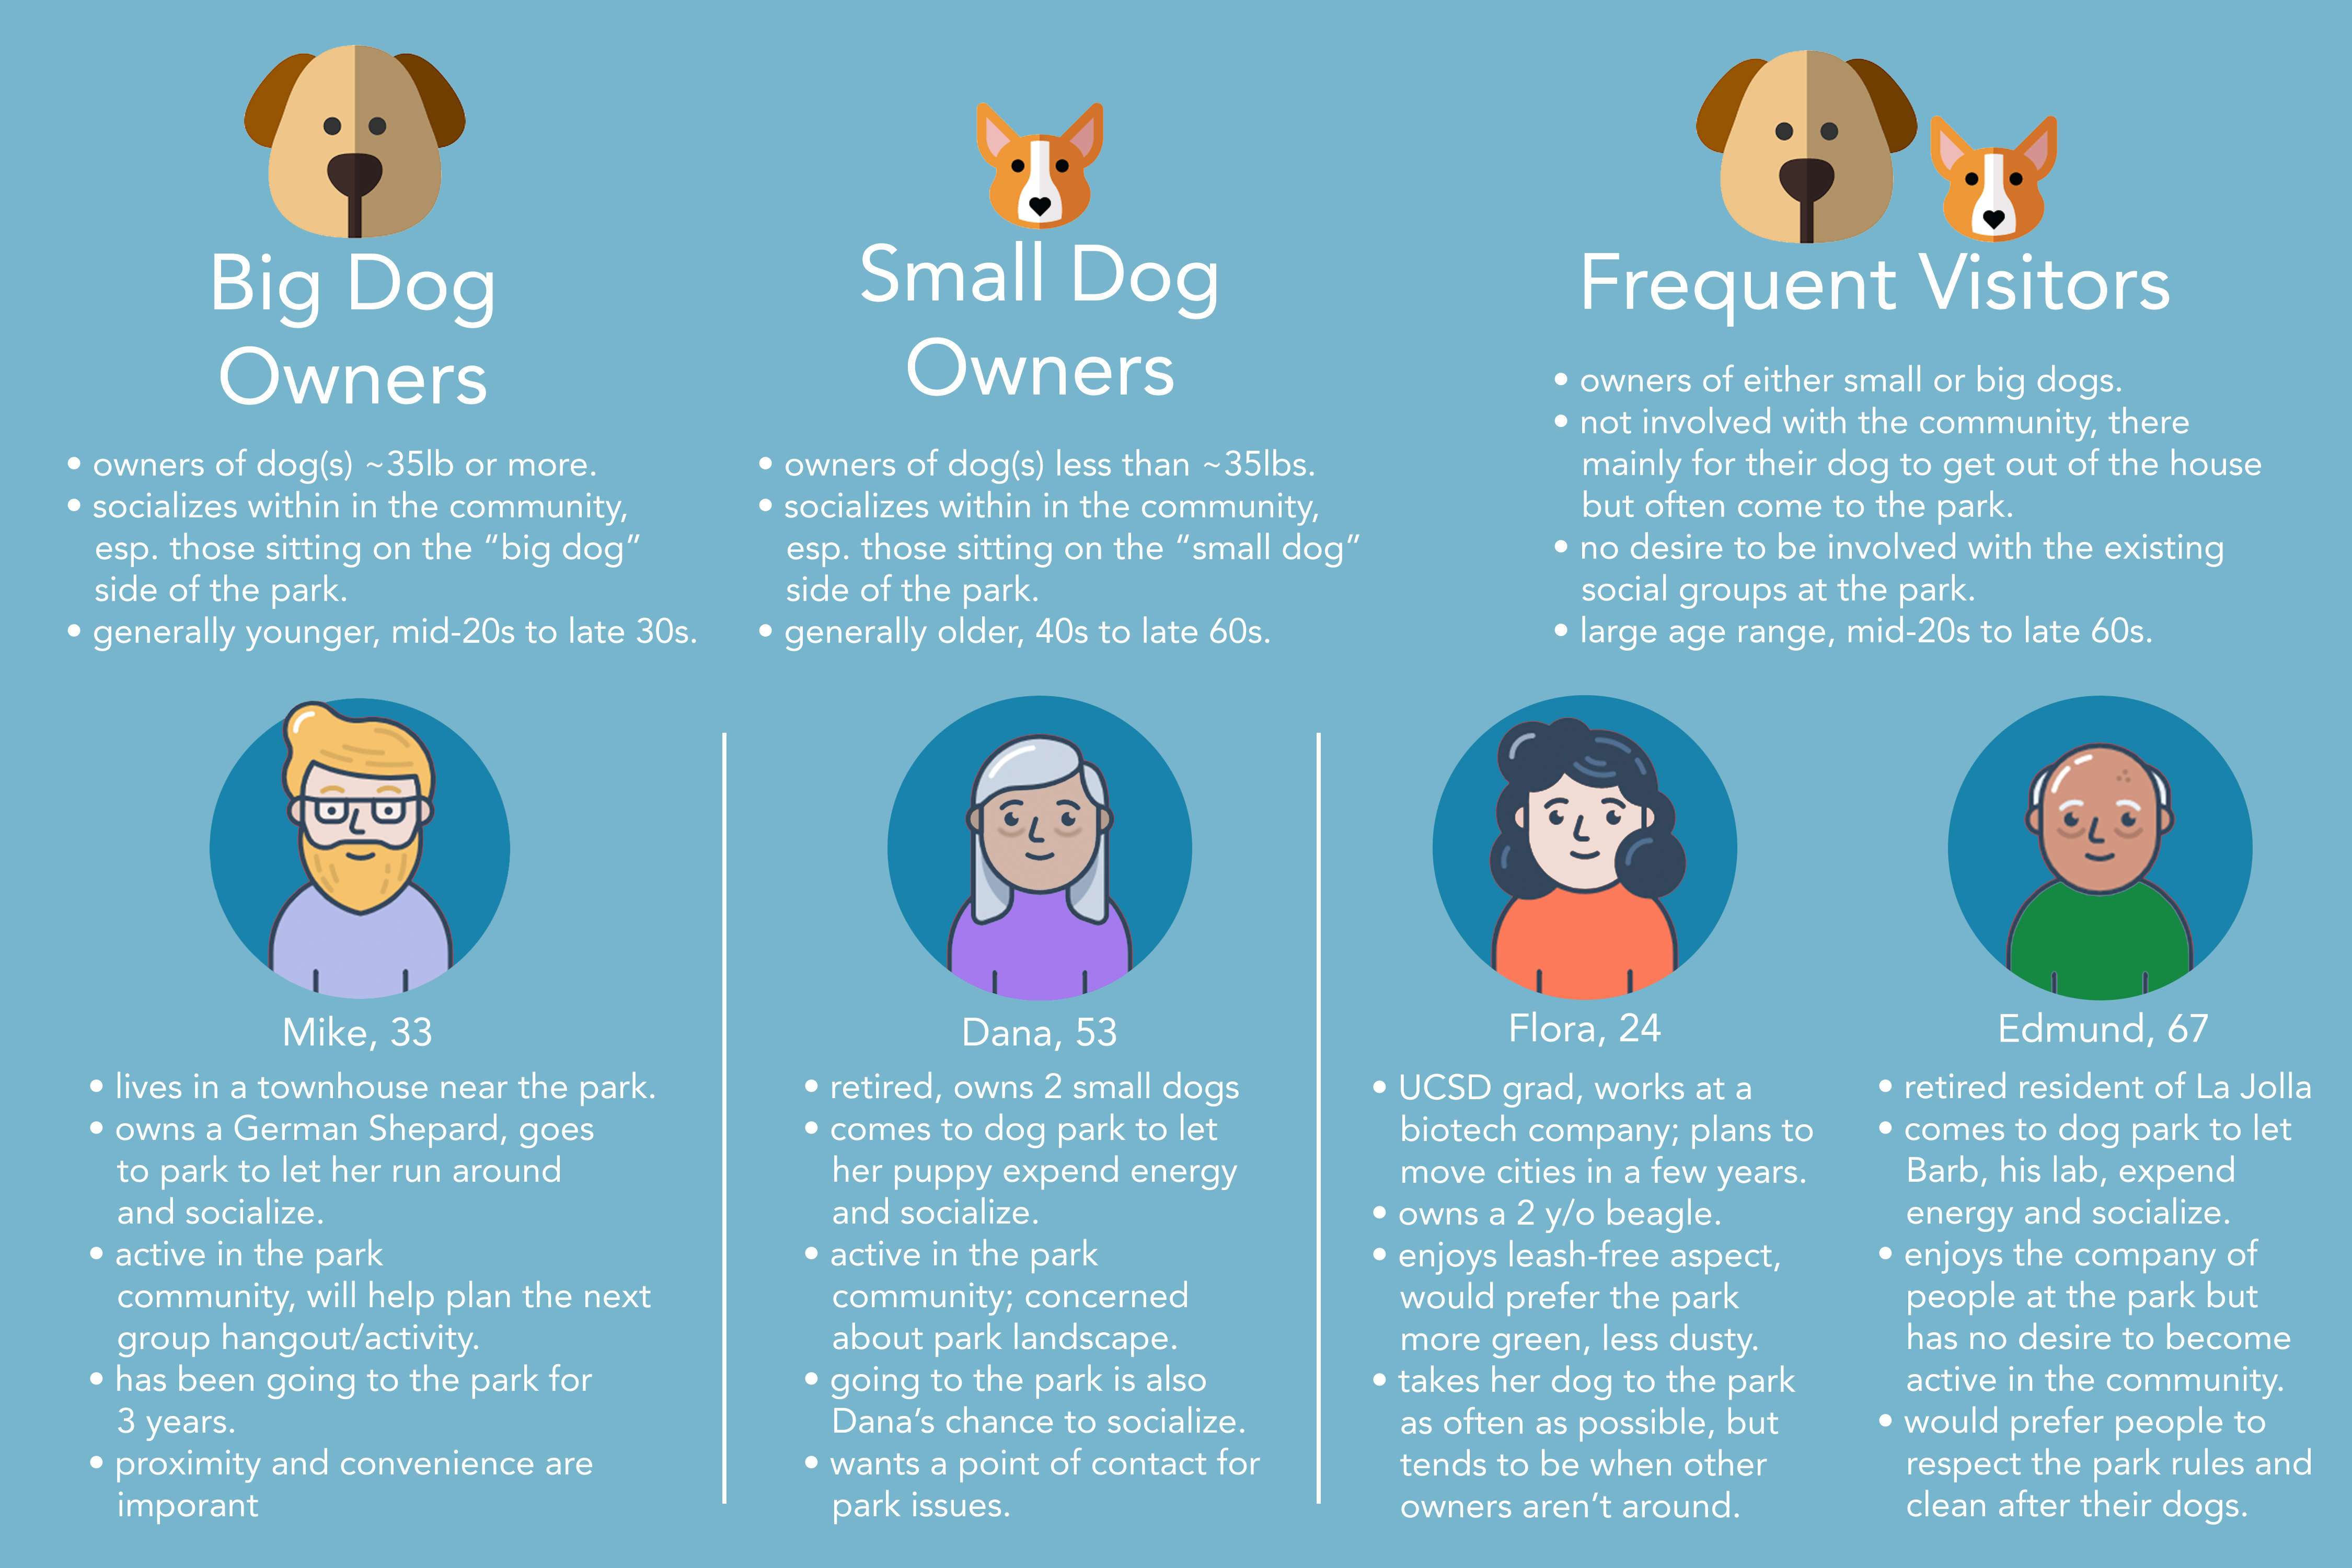 Big Dog
Owners
• owners of dog(s) ~35lb or more.
• socializes within in the community,
esp. those sitting on the “big dog”
side of the park.
• generally younger, mid-20s to late 30s.
Small Dog
Owners
• owners of dog(s) less than ~35lbs.
• socializes within in the community,
esp. those sitting on the “small dog”
side of the park.
• generally older, 40s to late 60s.
Frequent Visitors
• owners of either small or big dogs.
• not involved with the community, there
mainly for their dog to get out of the house
but often come to the park.
• no desire to be involved with the existing
social groups at the park.
• large age range, mid-20s to late 60s.
Mike, 33
• lives in a townhouse near the park.
• owns a German Shepard, goes
to park to let her run around
and socialize.
• active in the park
community, will help plan the next
group hangout/activity.
• has been going to the park for
3 years.
• proximity and convenience are
imporant
Dana, 53
• retired, owns 2 small dogs
• comes to dog park to let
her puppy expend energy
and socialize.
• active in the park
community; concerned
about park landscape.
• going to the park is also
Dana’s chance to socialize.
• wants a point of contact for
park issues.
Flora, 24
• UCSD grad, works at a
biotech company; plans to
move cities in a few years.
• owns a 2 y/o beagle.
• enjoys leash-free aspect,
would prefer the park
more green, less dusty.
• takes her dog to the park
as often as possible, but
tends to be when other
owners aren’t around.
Edmund, 67
• retired resident of La Jolla
• comes to dog park to let
Barb, his lab, expend
energy and socialize.
• enjoys the company of
people at the park but
has no desire to become
active in the community.
• would prefer people to
respect the park rules and
clean after their dogs.